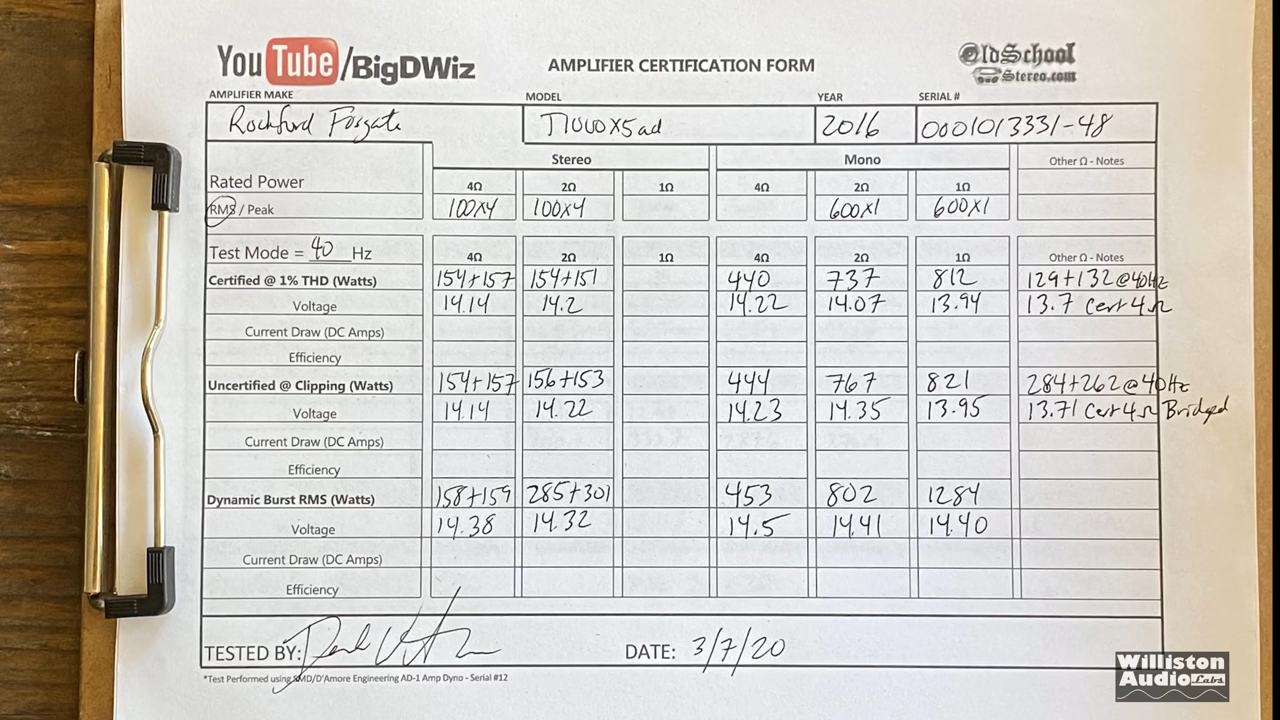 YouTube/BigDWiz
AMPLIFIER CERTIFICATION FORM
OldSchool
Stereo.com
AMPLIFIER MAKE MODEL YEAR SERIAL #
Rockford Fosgate T1000X5ad 2016 0001013331-48
Stereo Mono Other Ω - Notes
Rated Power 4Ω 2Ω 1Ω 4Ω 2Ω 1Ω
RMS / Peak 100X4 100X4 600X1 600X1
Test Mode = 40 Hz 4Ω 2Ω 1Ω 4Ω 2Ω 1Ω Other Ω - Notes
Certified @ 1% THD (Watts) 154+157 154+151 440 737 812 129+132@40Hz
Voltage 14.14 14.2 14.22 14.07 13.94 13.7 Cert 4Ω
Current Draw (DC Amps)
Efficiency
Uncertified @ Clipping (Watts) 154+157 156+153 444 767 821 284+262@40Hz
Voltage 14.14 14.22 14.23 14.35 13.95 13.71 Cert 4Ω Bridged
Current Draw (DC Amps)
Efficiency
Dynamic Burst RMS (Watts) 158+159 285+301 453 802 1284
Voltage 14.38 14.32 14.5 14.41 14.40
Current Draw (DC Amps)
Efficiency
TESTED BY: DATE: 3/7/20
*Test Performed using SMD/D'Amore Engineering AD-1 Amp Dyno - Serial #12
Williston
Audio Labs